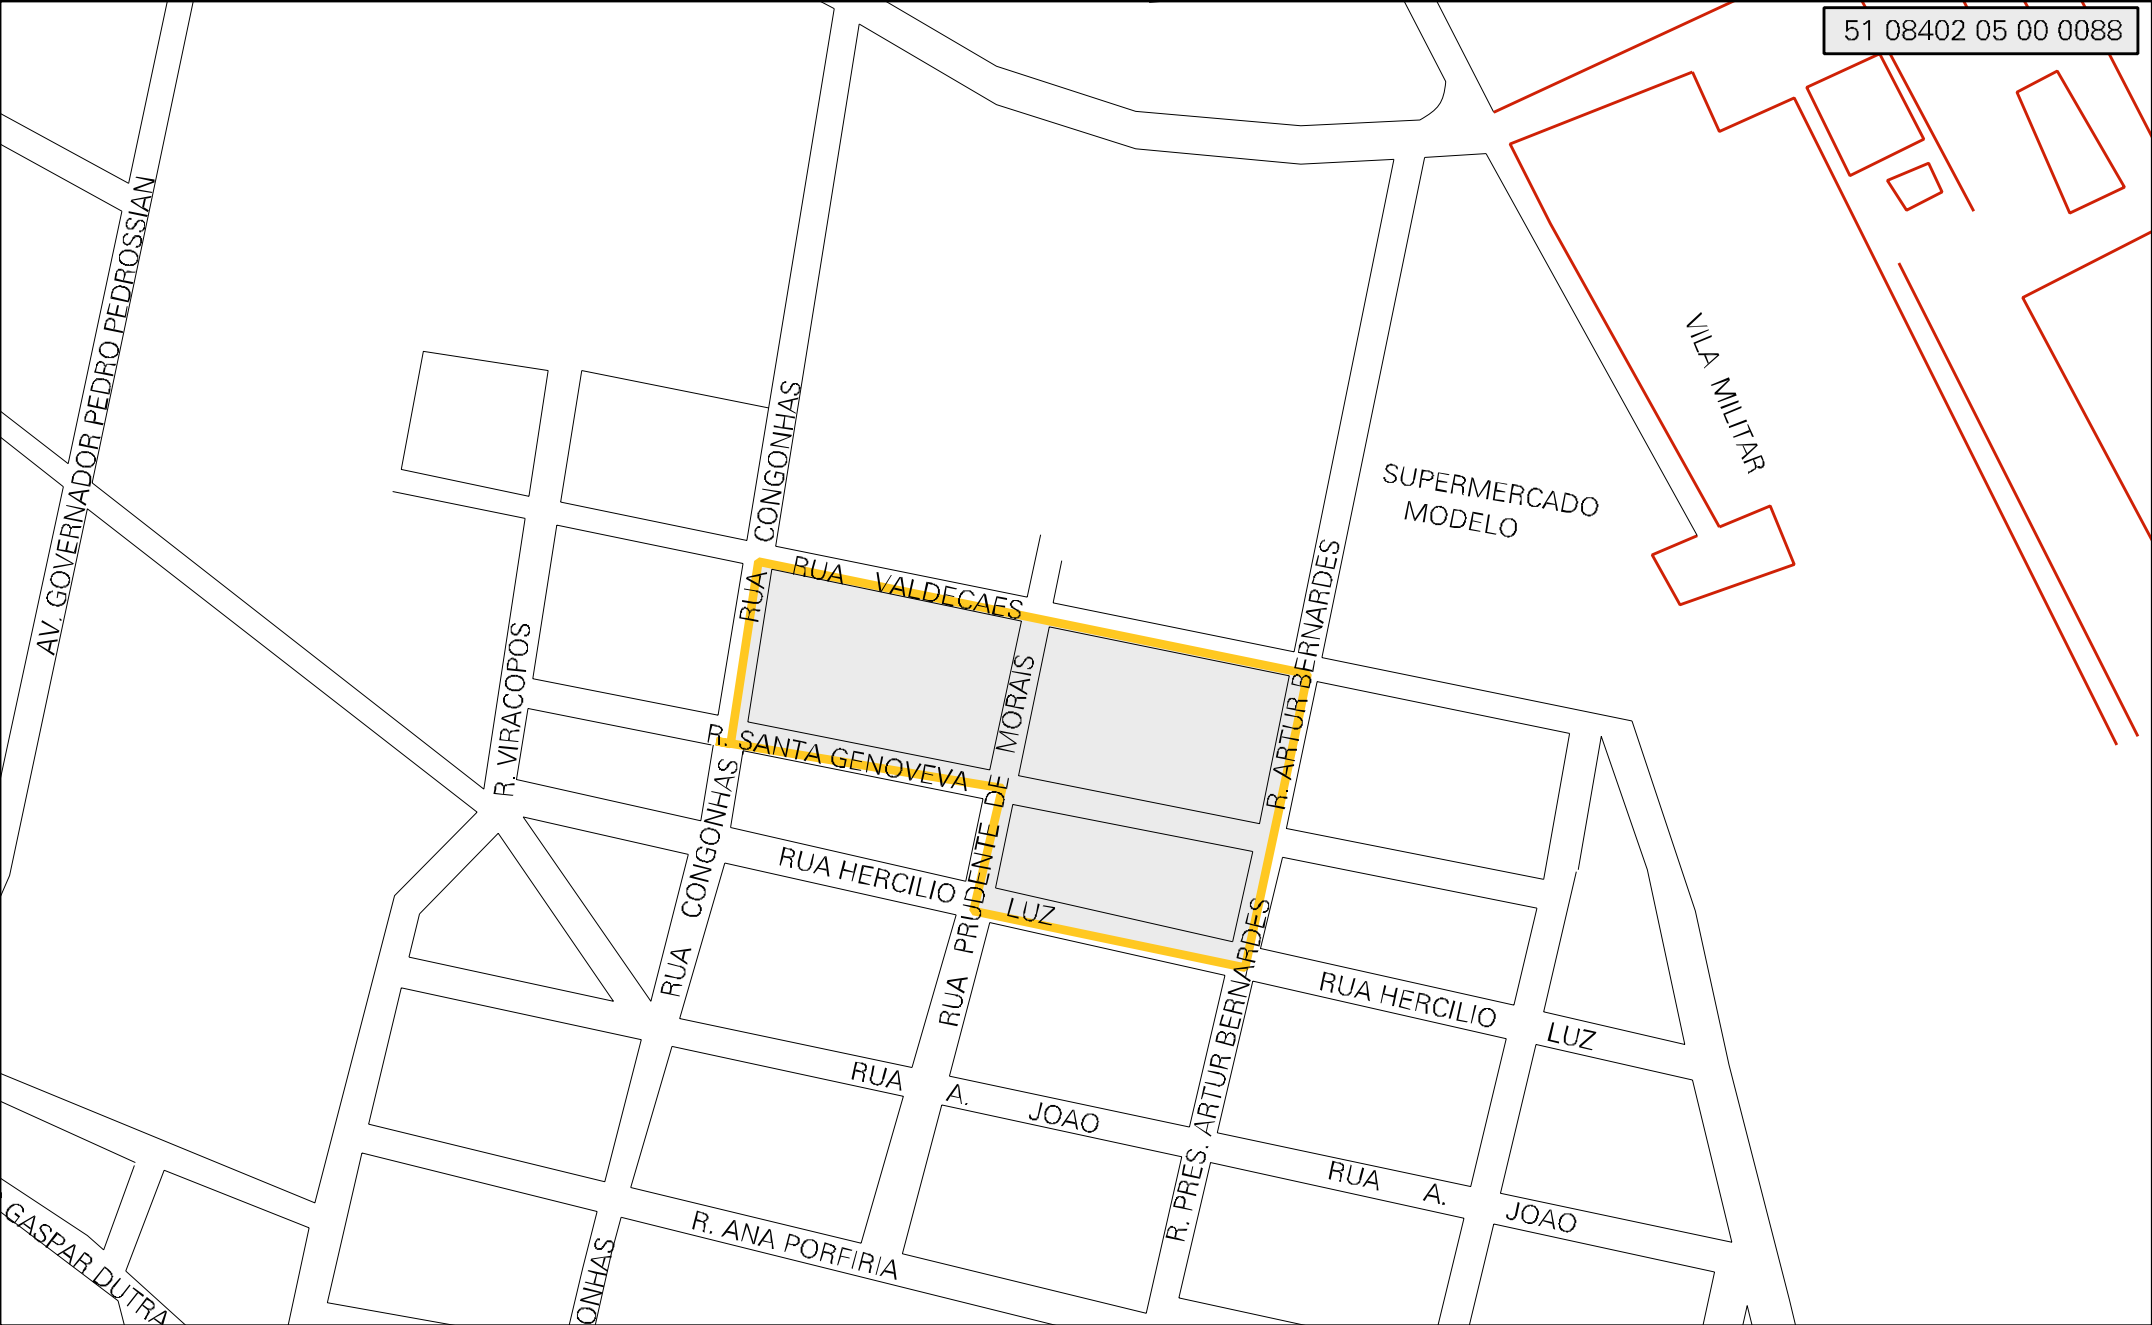 51 08402 05 00 0088
AV. GOVERNADOR PEDRO PEDROSSIAN
VILA MILITAR
RUA CONGONHAS
SUPERMERCADO
MODELO
RUA VALDECAES
R. VIRACOPOS
R. ARTUR BERNARDES
R. SANTA GENOVEVA
RUA PRUDENTE DE MORAIS
RUA CONGONHAS
RUA HERCILIO LUZ
RUA HERCILIO LUZ
R. PRES. ARTUR BERNARDES
RUA A. JOAO
RUA A. JOAO
R. ANA PORFIRIA
GASPAR DUTRA
ONHAS